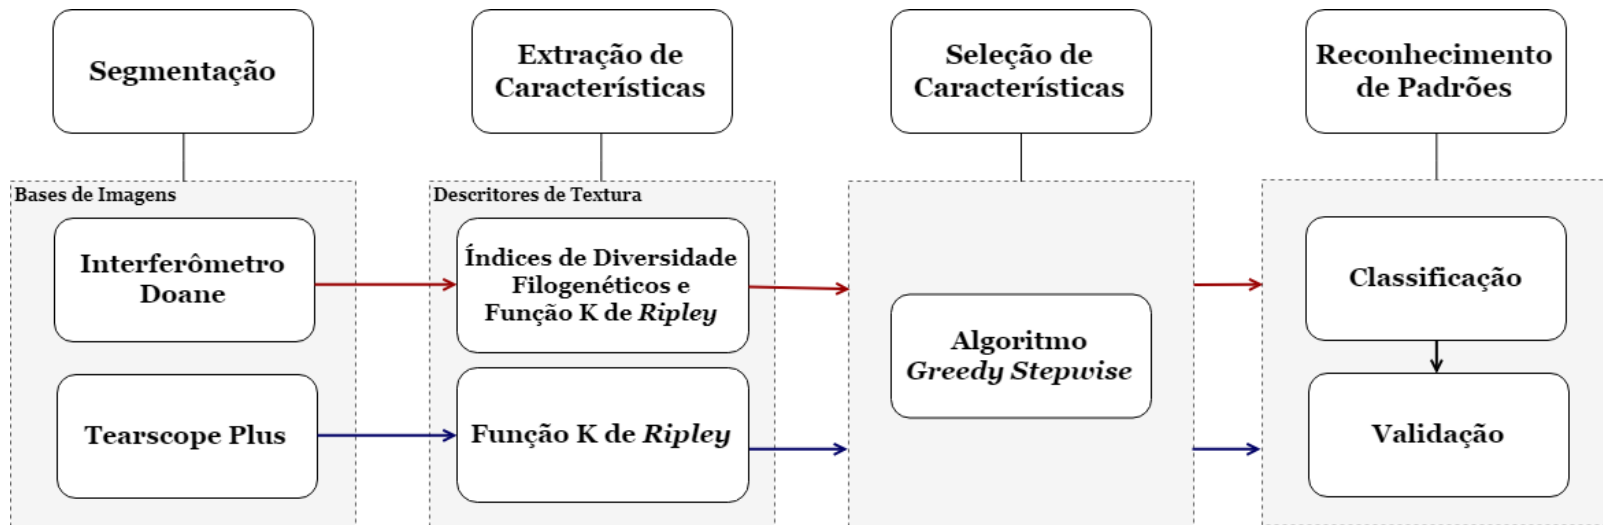 Segmentação
Extração de
Características
Seleção de
Características
Reconhecimento
de Padrões
Bases de Imagens
Descritores de Textura
Interferômetro
Doane
Índices de Diversidade
Filogenéticos e
Função K de Ripley
Algoritmo
Greedy Stepwise
Classificação
Tearscope Plus
Função K de Ripley
Validação